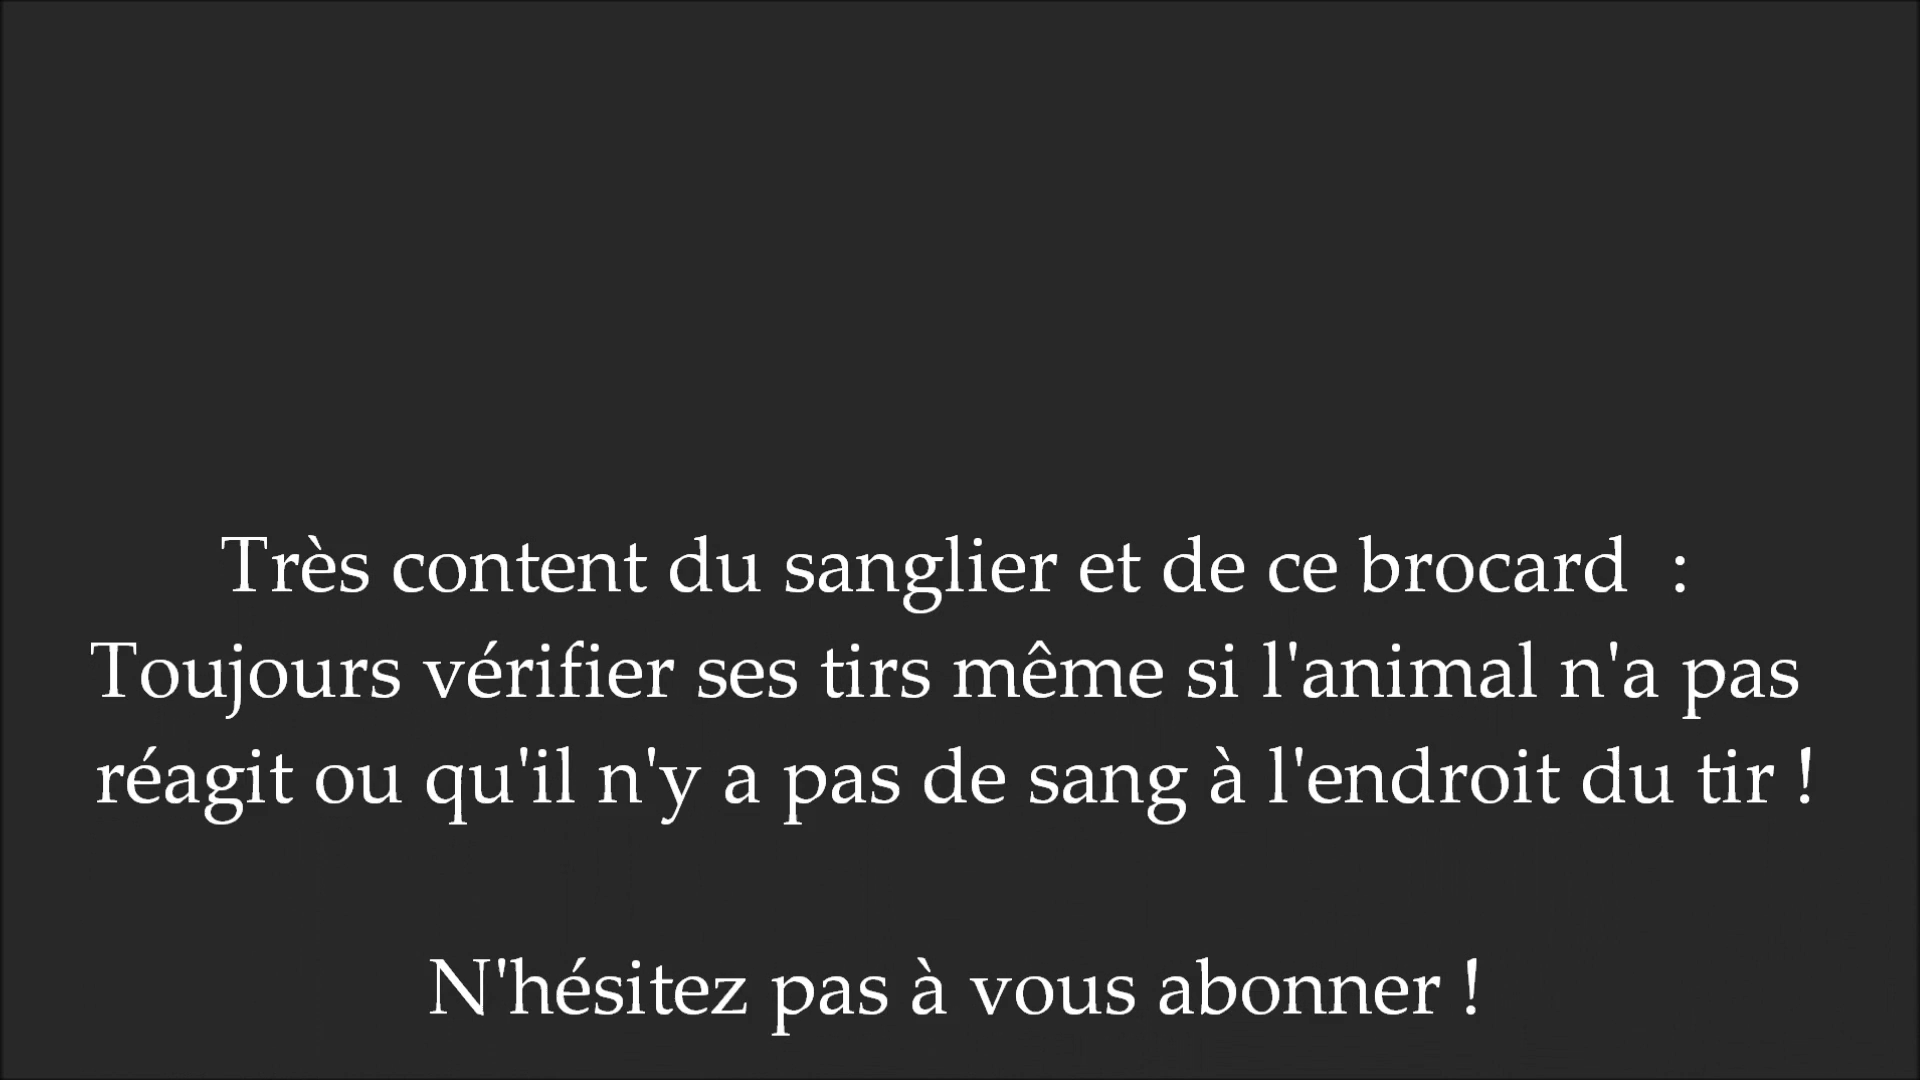 Très content du sanglier et de ce brocard  :
Toujours vérifier ses tirs même si l'animal n'a pas
réagit ou qu'il n'y a pas de sang à l'endroit du tir !
N'hésitez pas à vous abonner !